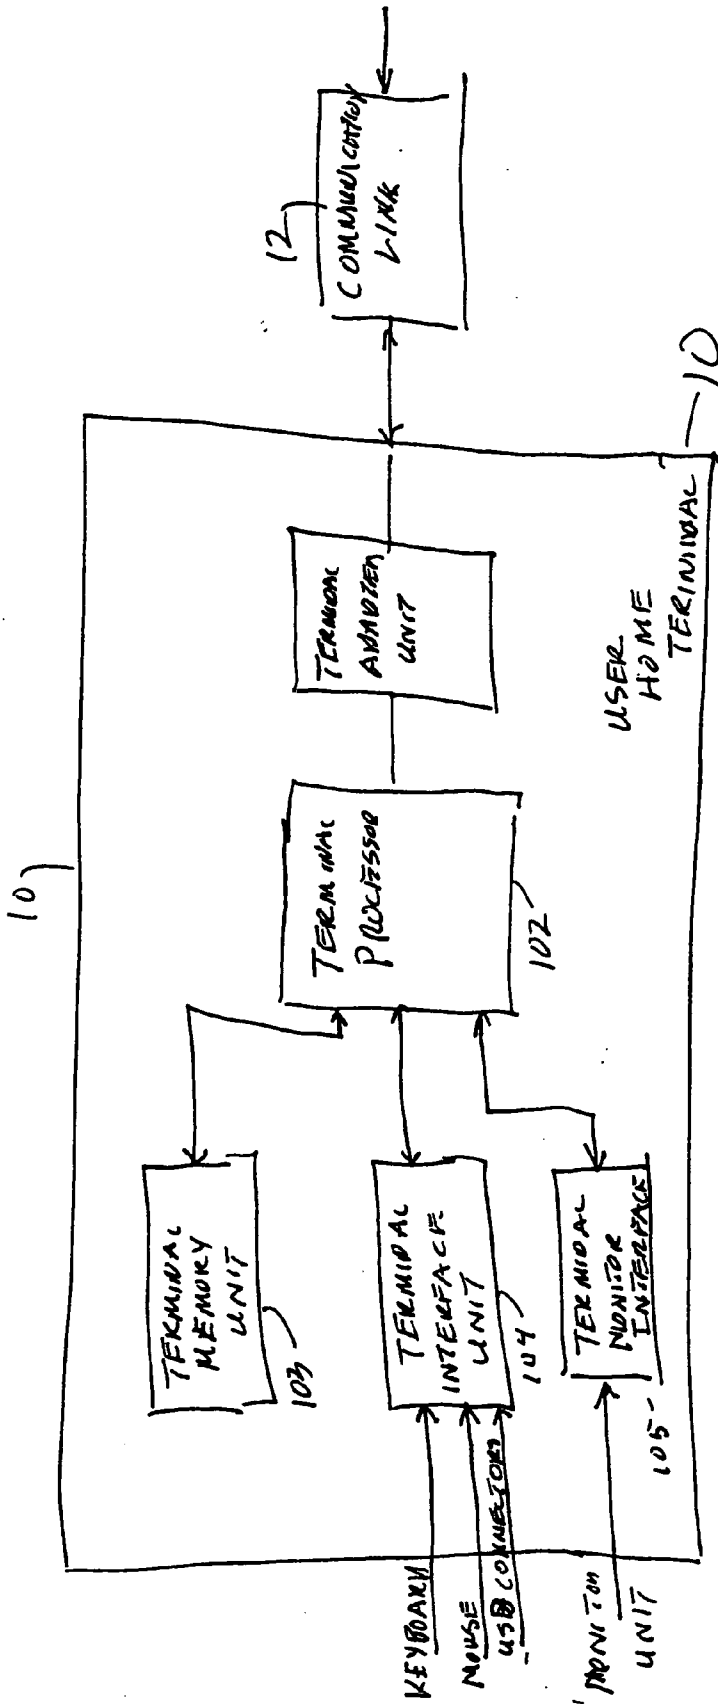 10
12
COMMUNICATION
LINK
TERMINAL
MEMORY
UNIT
103
TERMINAL
INTERFACE
UNIT
104
TERMINAL
MONITOR
INTERFACE
105
TERMINAL
PROCESSOR
102
TERMINAL
ADAPTER
UNIT
USER
HOME
TERMINAL
10
KEYBOARD
MOUSE
USB CONNECTORS
MONITOR
UNIT